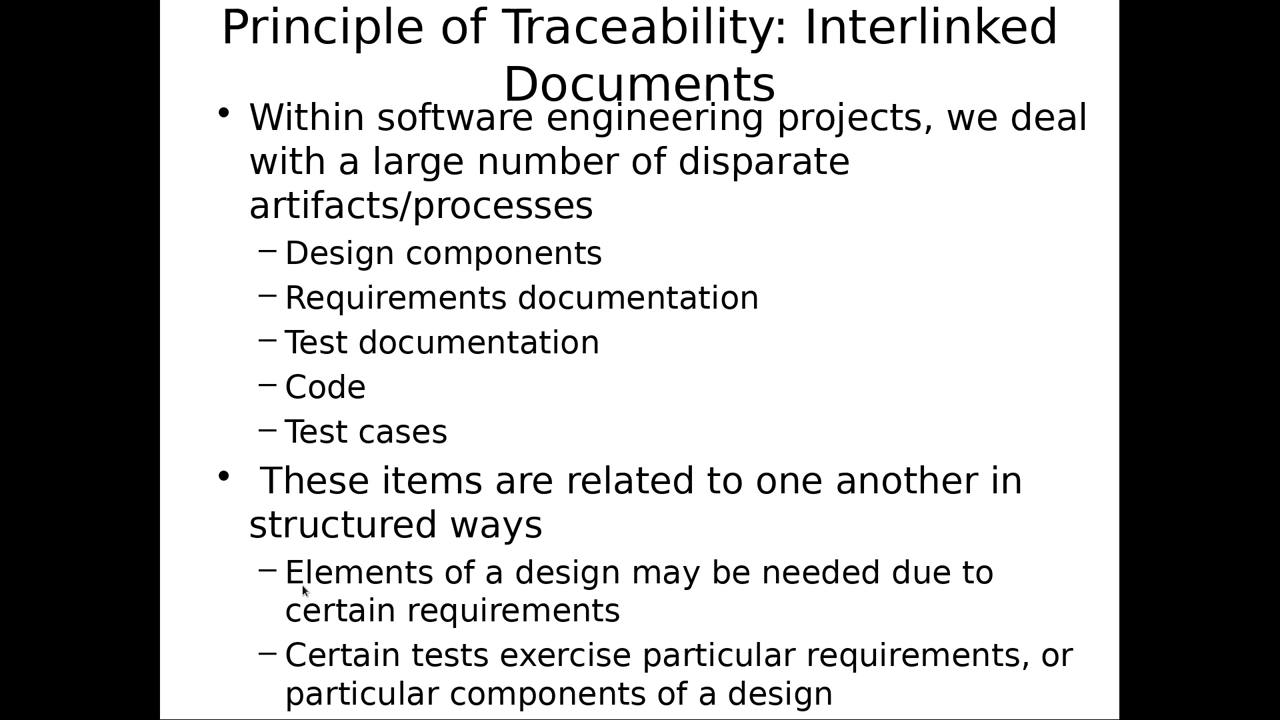 Principle of Traceability: Interlinked
Documents
• Within software engineering projects, we deal
with a large number of disparate
artifacts/processes
– Design components
– Requirements documentation
– Test documentation
– Code
– Test cases
• These items are related to one another in
structured ways
– Elements of a design may be needed due to
certain requirements
– Certain tests exercise particular requirements, or
particular components of a design